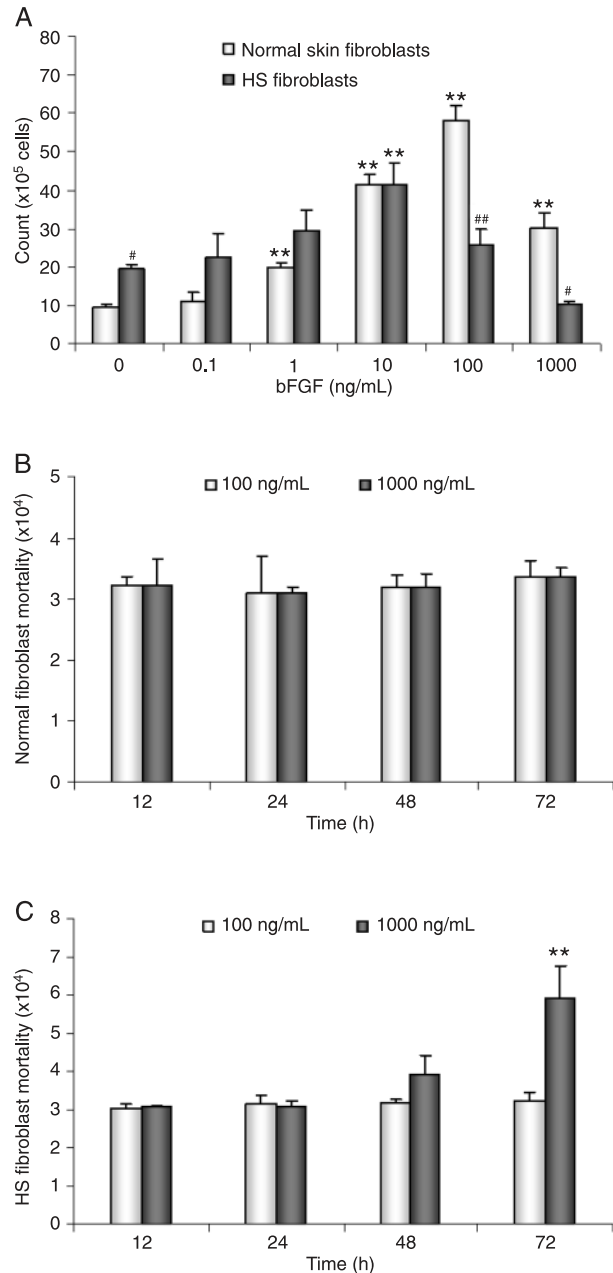 A
80
70
60
50
40
30
20
10
0
Count (x10⁵ cells)
Normal skin fibroblasts
HS fibroblasts
#
**
**
**
**
##
**
#
0 0.1 1 10 100 1000
bFGF (ng/mL)
B
5
4
3
2
1
0
Normal fibroblast mortality (x10⁴)
100 ng/mL 1000 ng/mL
12 24 48 72
Time (h)
C
8
7
6
5
4
3
2
1
0
HS fibroblast mortality (x10⁴)
100 ng/mL 1000 ng/mL
**
12 24 48 72
Time (h)